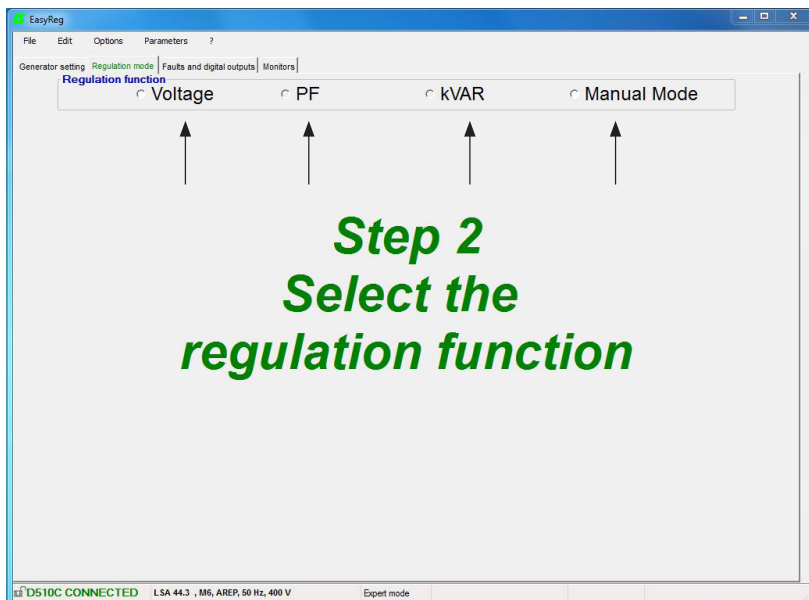 EasyReg
File Edit Options Parameters ?
Generator setting Regulation mode Faults and digital outputs Monitors
Regulation function
Voltage PF kVAR Manual Mode
Step 2
Select the
regulation function
D510C CONNECTED LSA 44.3 , M6, AREP, 50 Hz, 400 V Expert mode